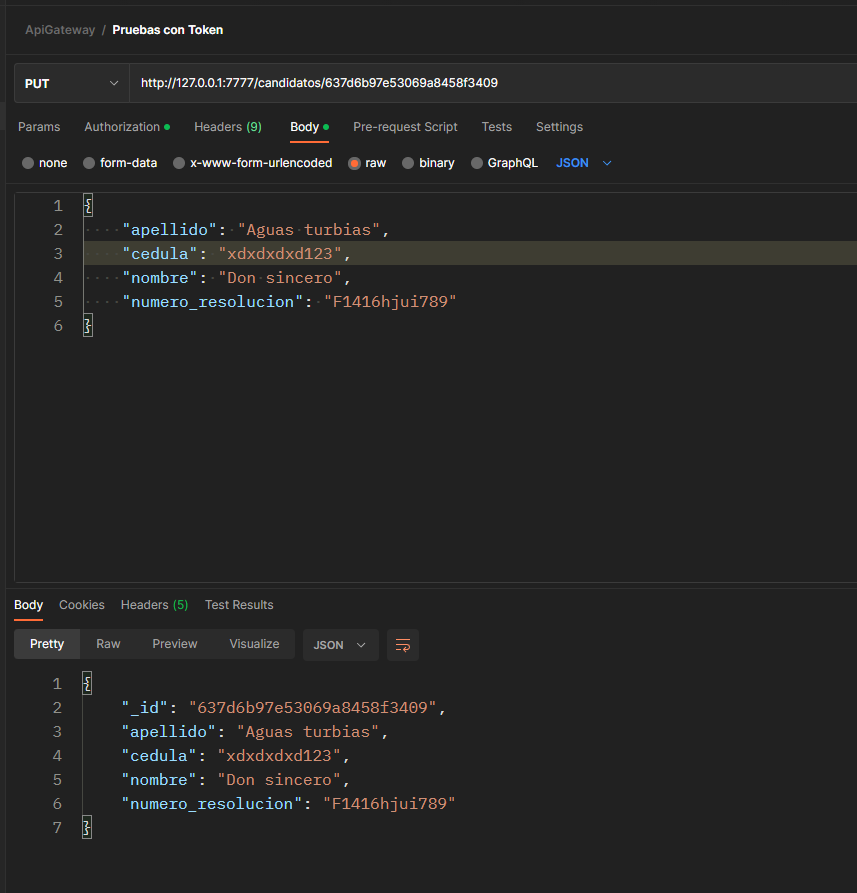 ApiGateway / Pruebas con Token
PUT http://127.0.0.1:7777/candidatos/637d6b97e53069a8458f3409
Params Authorization Headers (9) Body Pre-request Script Tests Settings
none form-data x-www-form-urlencoded raw binary GraphQL JSON
1 {
2 "apellido": "Aguas turbias",
3 "cedula": "xdxdxdxd123",
4 "nombre": "Don sincero",
5 "numero_resolucion": "F1416hjui789"
6 }
Body Cookies Headers (5) Test Results
Pretty Raw Preview Visualize JSON
1 {
2 "_id": "637d6b97e53069a8458f3409",
3 "apellido": "Aguas turbias",
4 "cedula": "xdxdxdxd123",
5 "nombre": "Don sincero",
6 "numero_resolucion": "F1416hjui789"
7 }